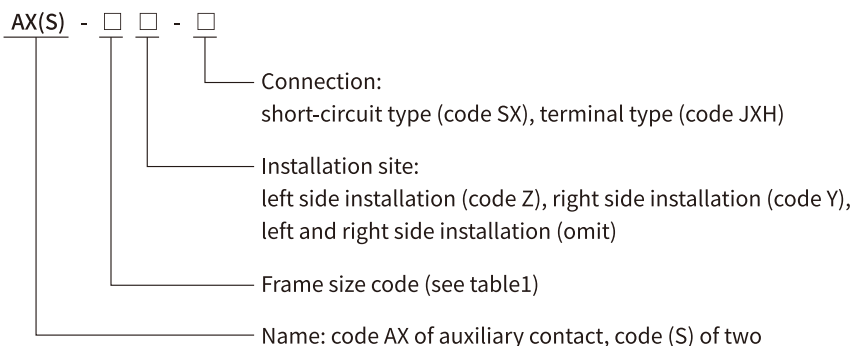 AX(S) - □ □ - □
Connection:
short-circuit type (code SX), terminal type (code JXH)
Installation site:
left side installation (code Z), right side installation (code Y),
left and right side installation (omit)
Frame size code (see table1)
Name: code AX of auxiliary contact, code (S) of two